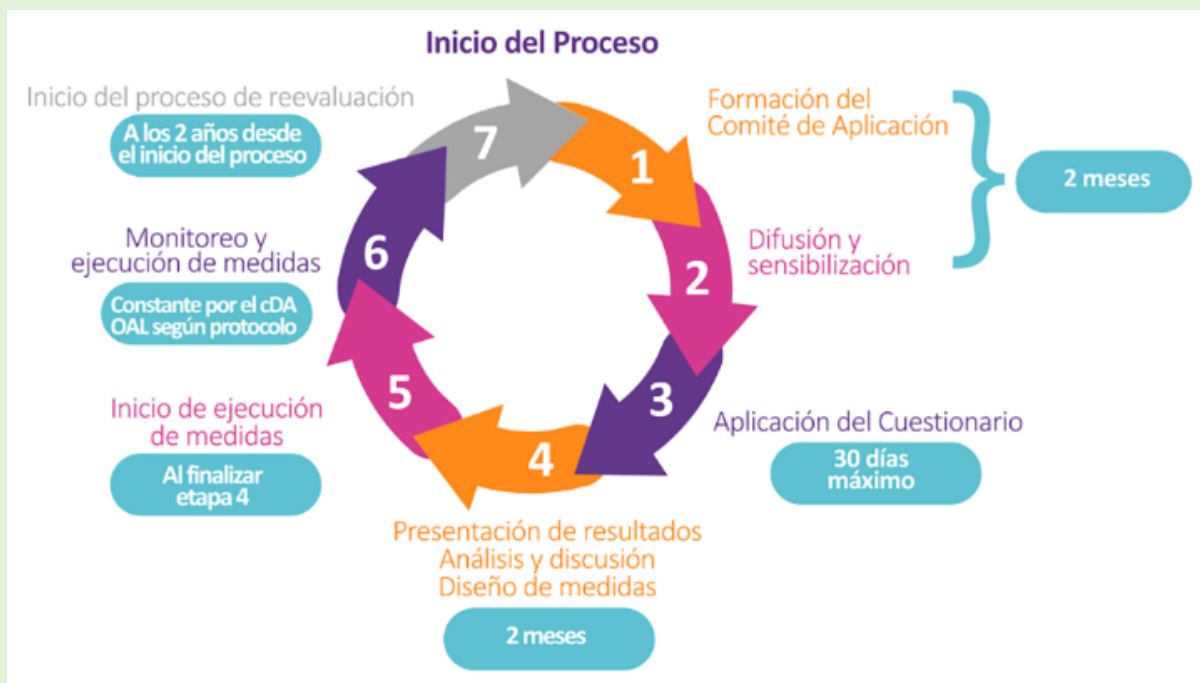 Inicio del Proceso
1
Formación del
Comité de Aplicación
2 meses
2
Difusión y
sensibilización
3
Aplicación del Cuestionario
30 días
máximo
4
Presentación de resultados
Análisis y discusión
Diseño de medidas
2 meses
5
Inicio de ejecución
de medidas
Al finalizar
etapa 4
6
Monitoreo y
ejecución de medidas
Constante por el cDA
OAL según protocolo
7
Inicio del proceso de reevaluación
A los 2 años desde
el inicio del proceso